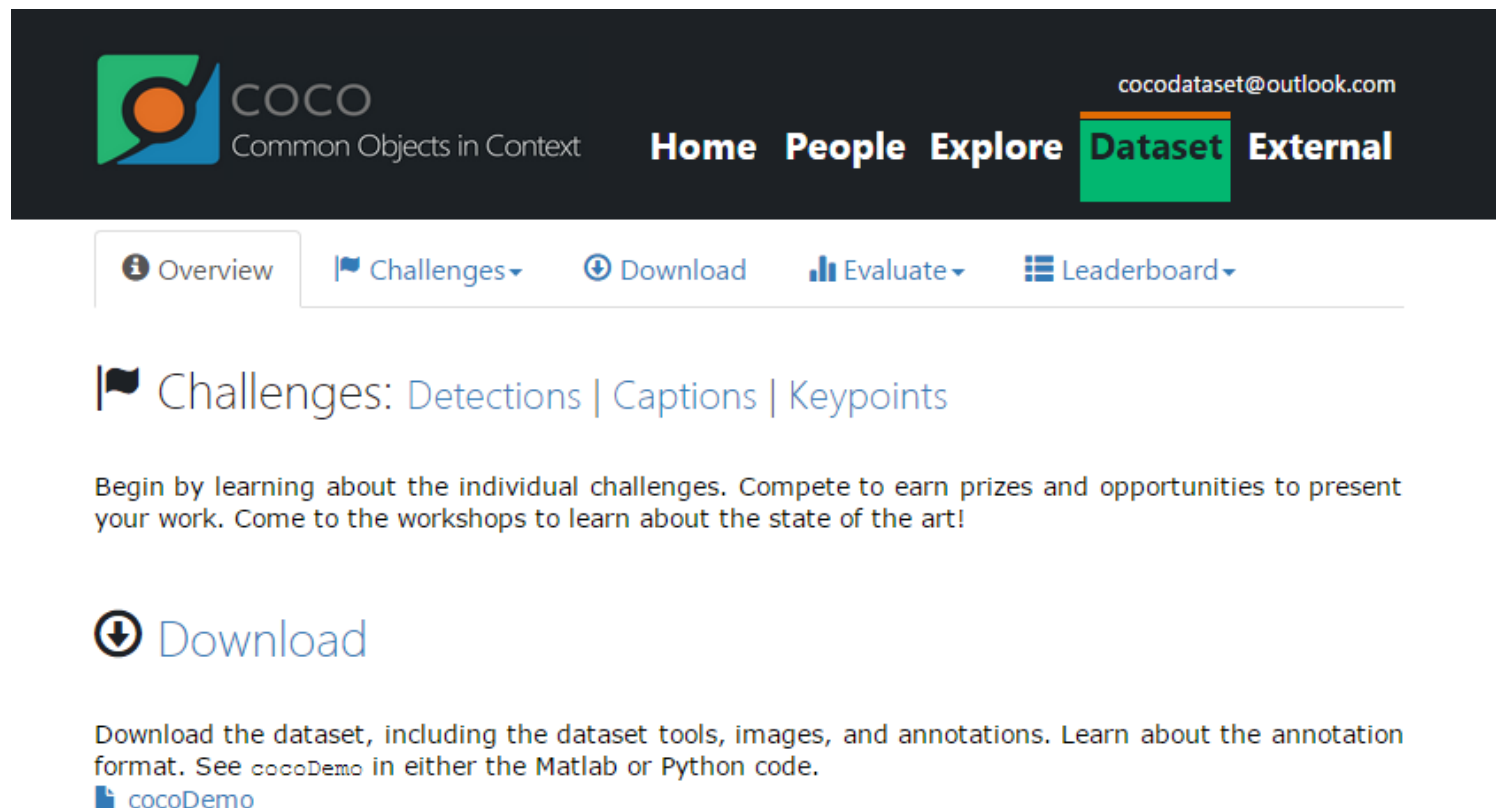 coco
Common Objects in Context
cocodataset@outlook.com
Home People Explore Dataset External
Overview Challenges Download Evaluate Leaderboard
Challenges: Detections | Captions | Keypoints
Begin by learning about the individual challenges. Compete to earn prizes and opportunities to present
your work. Come to the workshops to learn about the state of the art!
Download
Download the dataset, including the dataset tools, images, and annotations. Learn about the annotation
format. See cocoDemo in either the Matlab or Python code.
cocoDemo